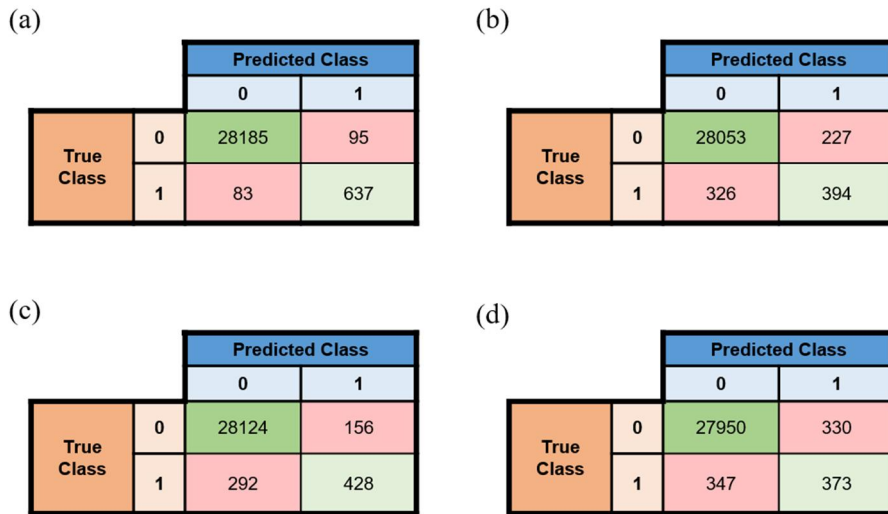 (a)
Predicted Class
0 1
True Class
0 28185 95
1 83 637
(b)
Predicted Class
0 1
True Class
0 28053 227
1 326 394
(c)
Predicted Class
0 1
True Class
0 28124 156
1 292 428
(d)
Predicted Class
0 1
True Class
0 27950 330
1 347 373